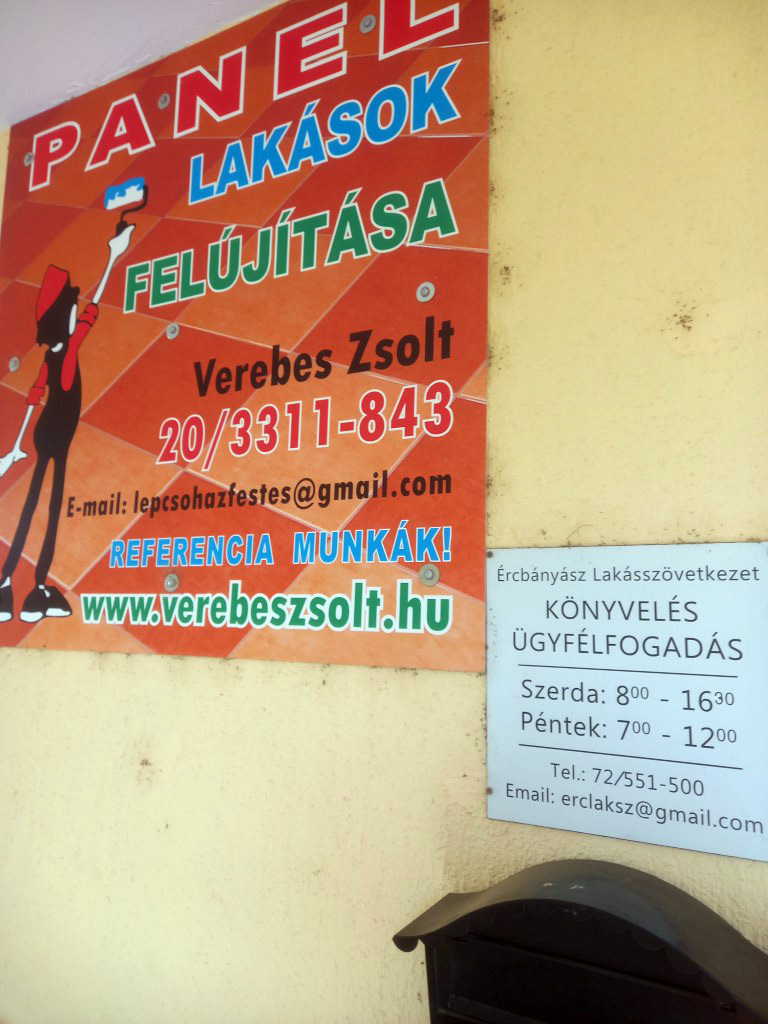 PANEL
LAKÁSOK
FELÚJÍTÁSA
Verebes Zsolt
20/3311-843
E-mail: lepcsohazfestes@gmail.com
REFERENCIA MUNKÁK!
www.verebeszsolt.hu
Ércbányász Lakásszövetkezet
KÖNYVELÉS
ÜGYFÉLFOGADÁS
Szerda: 8⁰⁰ - 16³⁰
Péntek: 7⁰⁰ - 12⁰⁰
Tel.: 72/551-500
Email: erclaksz@gmail.com